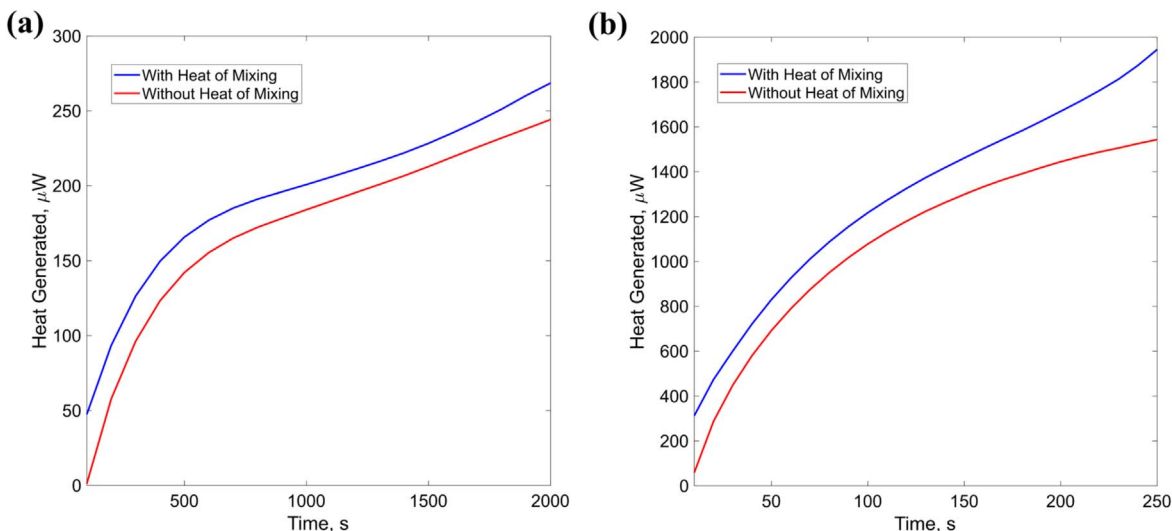 (a)
300
250
200
150
100
50
0
Heat Generated, μW
With Heat of Mixing
Without Heat of Mixing
500
1000
1500
2000
Time, s
(b)
2000
1800
1600
1400
1200
1000
800
600
400
200
0
Heat Generated, μW
With Heat of Mixing
Without Heat of Mixing
50
100
150
200
250
Time, s